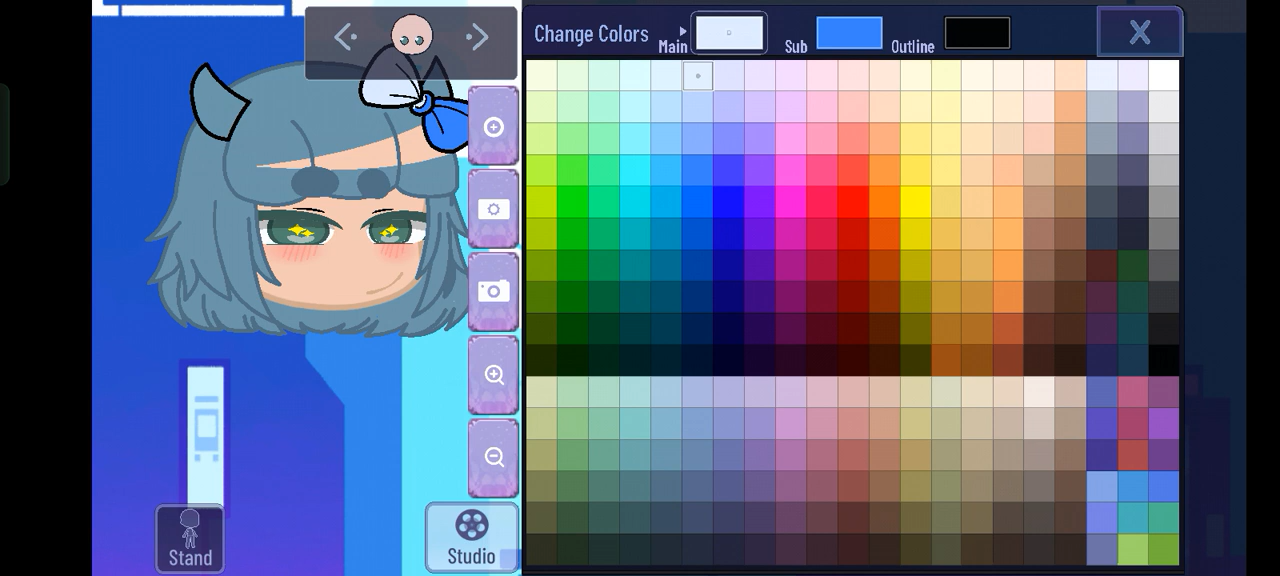 Change Colors
Main
Sub
Outline
X
Stand
Studio